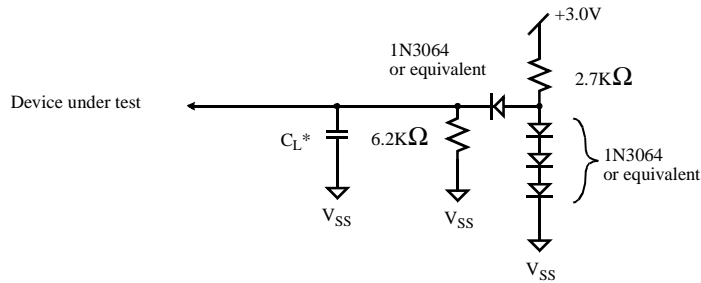 +3.0V
1N3064
or equivalent
2.7KΩ
Device under test
C_L*
6.2KΩ
1N3064
or equivalent
V_SS
V_SS
V_SS